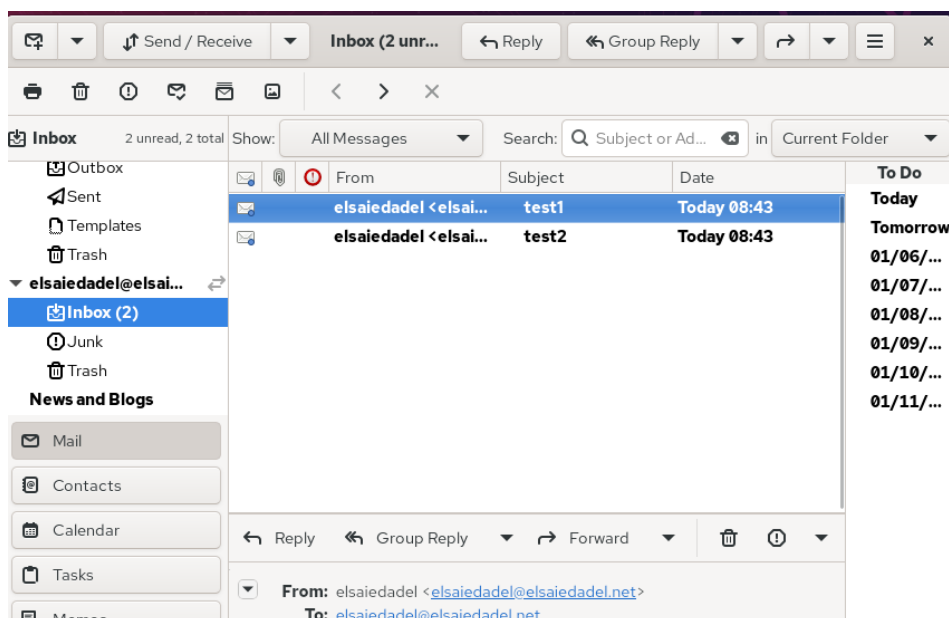 Send / Receive
Inbox (2 unr...
Reply
Group Reply
Inbox
2 unread, 2 total
Show:
All Messages
Search:
Subject or Ad...
in
Current Folder
Outbox
Sent
Templates
Trash
elsaiedadel@elsai...
Inbox (2)
Junk
Trash
News and Blogs
Mail
Contacts
Calendar
Tasks
From Subject Date
elsaiedadel <elsai... test1 Today 08:43
elsaiedadel <elsai... test2 Today 08:43
Reply Group Reply Forward
From: elsaiedadel <elsaiedadel@elsaiedadel.net>
To: elsaiedadel@elsaiedadel.net
To Do
Today
Tomorrow
01/06/...
01/07/...
01/08/...
01/09/...
01/10/...
01/11/...